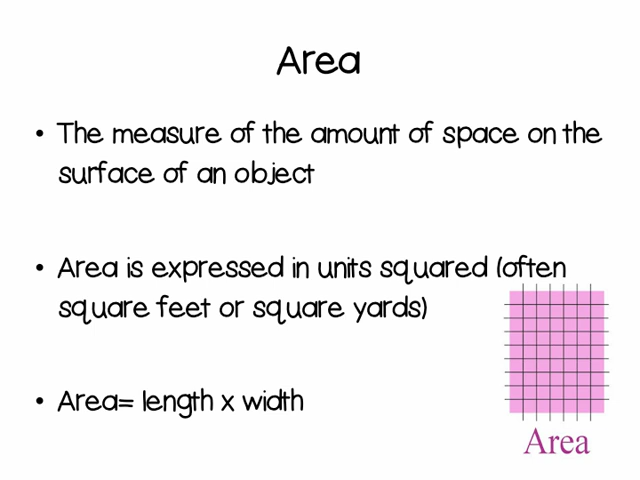 Area
• The measure of the amount of space on the
surface of an object
• Area is expressed in units squared (often
square feet or square yards)
• Area= length x width
Area